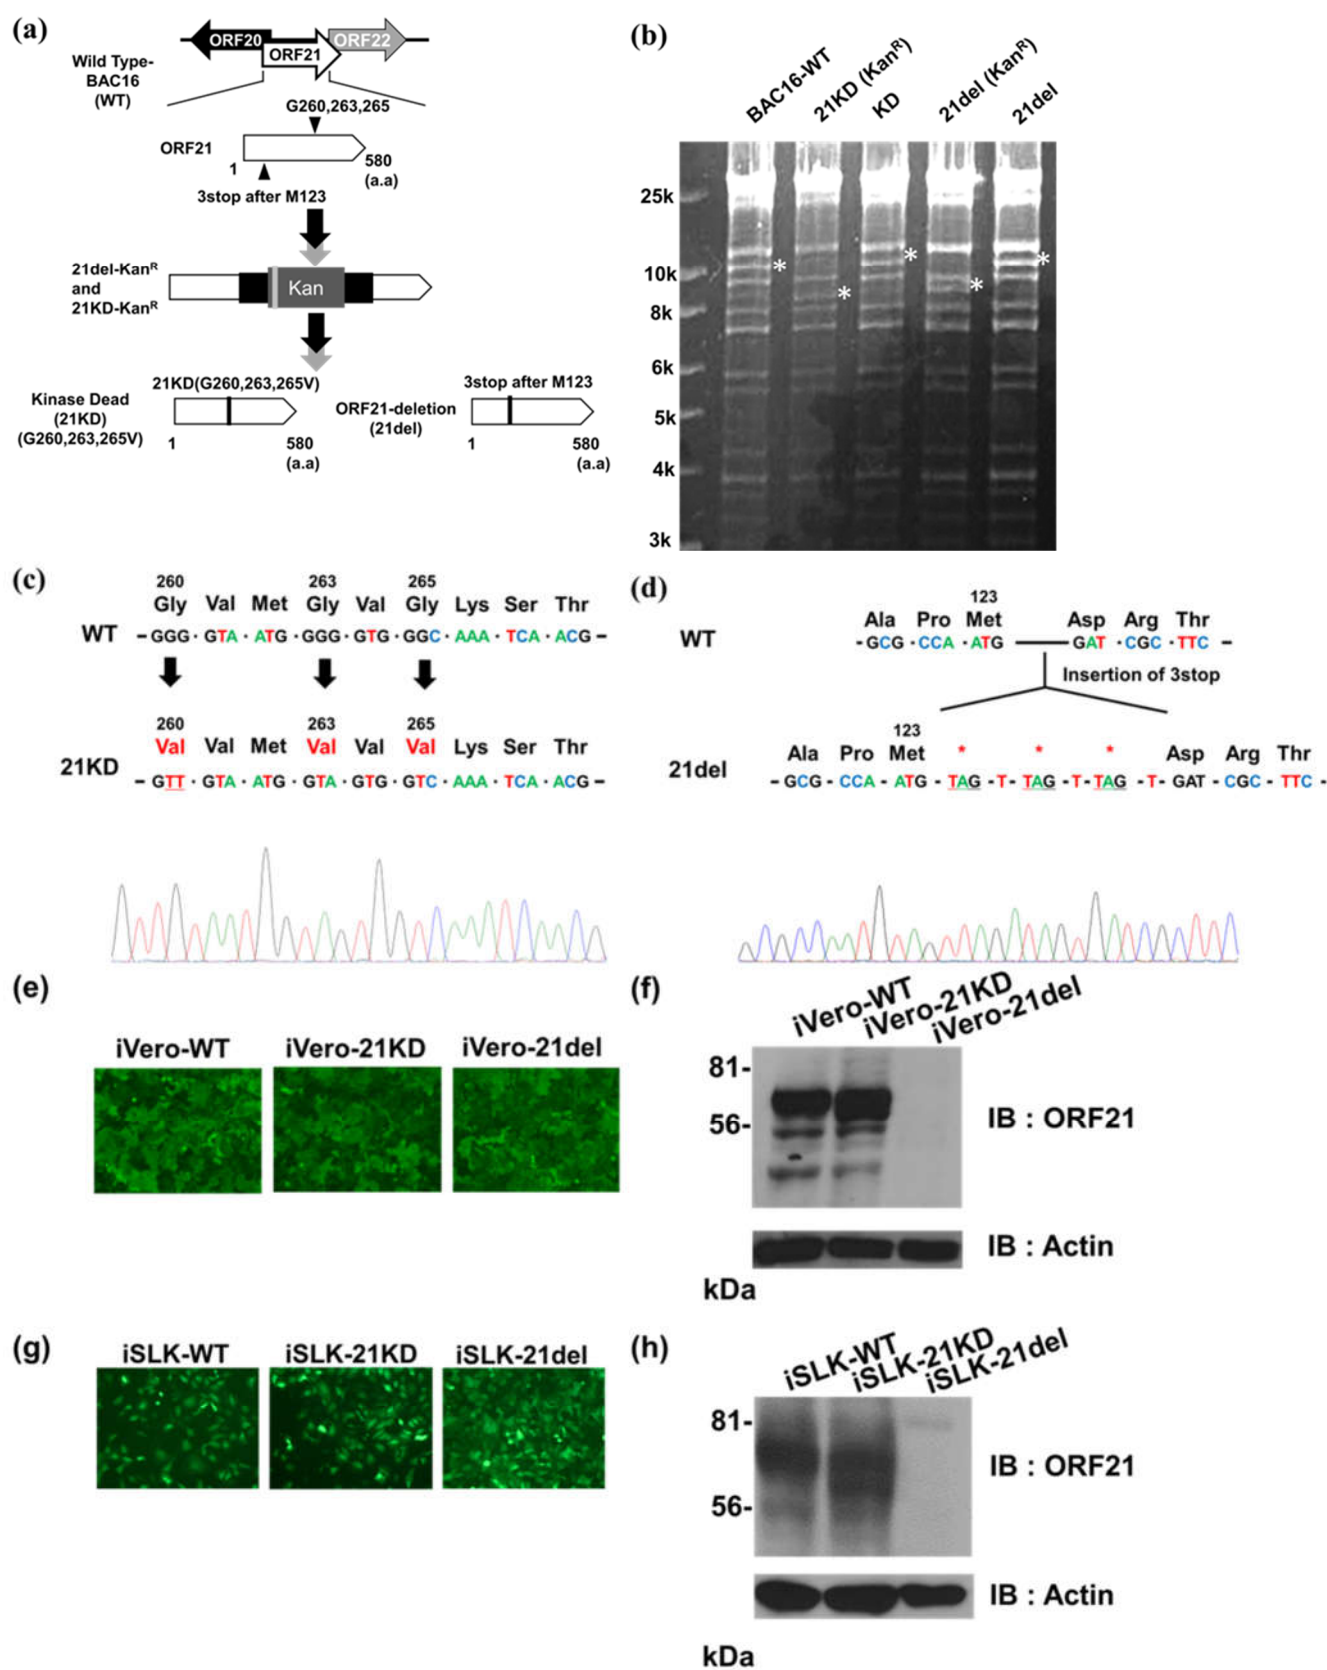 (a)
ORF20
ORF21
ORF22
Wild Type-
BAC16
(WT)
G260,263,265
ORF21
1
580
(a.a)
3stop after M123
21del-Kanᴿ
and
21KD-Kanᴿ
Kan
21KD(G260,263,265V)
Kinase Dead
(21KD)
(G260,263,265V)
1
580
(a.a)
3stop after M123
ORF21-deletion
(21del)
1
580
(a.a)
(b)
BAC16-WT
21KD (Kanᴿ)
KD
21del (Kanᴿ)
21del
25k
10k
8k
6k
5k
4k
3k
*
*
*
*
*
(c)
260 263 265
Gly Val Met Gly Val Gly Lys Ser Thr
WT -GGG · GTA · ATG · GGG · GTG · GGC · AAA · TCA · ACG-
260 263 265
Val Val Met Val Val Val Lys Ser Thr
21KD -GTT · GTA · ATG · GTA · GTG · GTC · AAA · TCA · ACG-
(d)
123
Ala Pro Met Asp Arg Thr
WT -GCG · CCA · ATG GAT · CGC · TTC -
Insertion of 3stop
123
Ala Pro Met * * * Asp Arg Thr
21del -GCG - CCA - ATG - TAG - T - TAG - T - TAG - T - GAT - CGC - TTC -
(e)
iVero-WT
iVero-21KD
iVero-21del
(f)
iVero-WT
iVero-21KD
iVero-21del
81-
56-
IB : ORF21
IB : Actin
kDa
(g)
iSLK-WT
iSLK-21KD
iSLK-21del
(h)
iSLK-WT
iSLK-21KD
iSLK-21del
81-
56-
IB : ORF21
IB : Actin
kDa